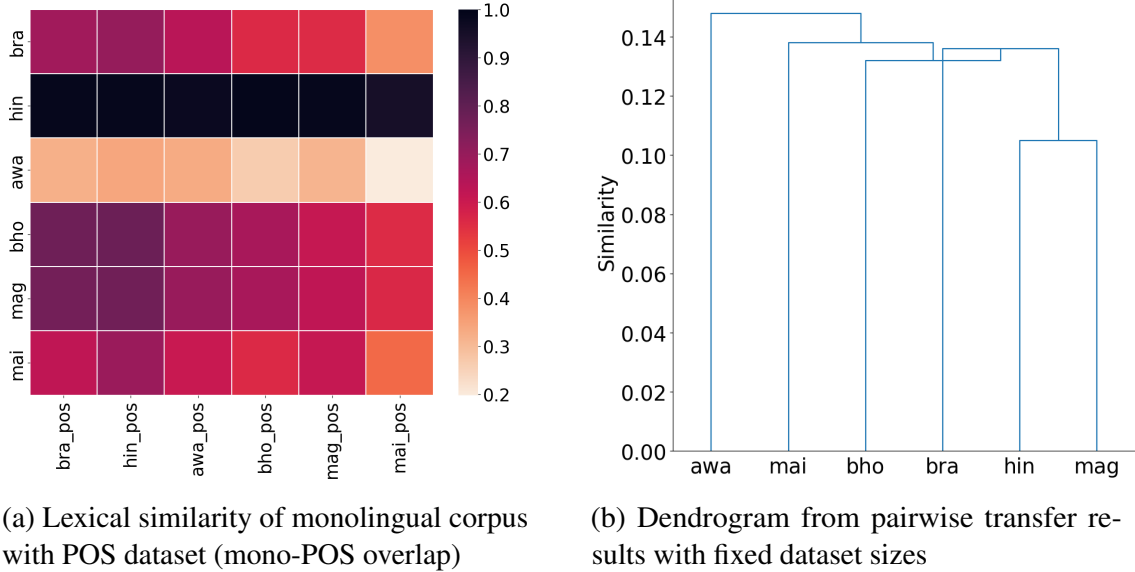 bra
hin
awa
bho
mag
mai
bra_pos
hin_pos
awa_pos
bho_pos
mag_pos
mai_pos
1.0
0.9
0.8
0.7
0.6
0.5
0.4
0.3
0.2
(a) Lexical similarity of monolingual corpus
with POS dataset (mono-POS overlap)
Similarity
0.14
0.12
0.10
0.08
0.06
0.04
0.02
0.00
awa mai bho bra hin mag
(b) Dendrogram from pairwise transfer re-
sults with fixed dataset sizes